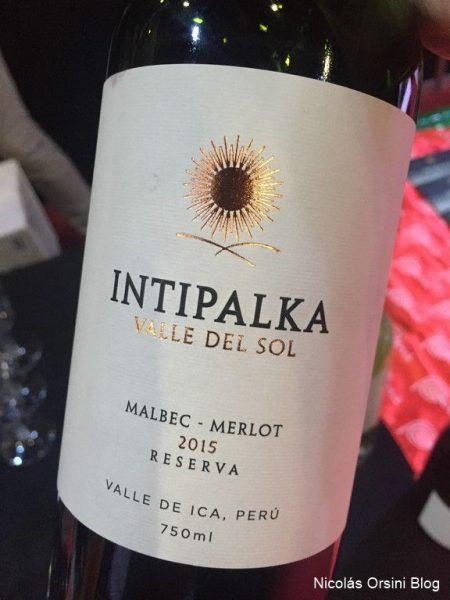 INTIPALKA
VALLE DEL SOL
MALBEC - MERLOT
2015
RESERVA
VALLE DE ICA, PERÚ
750ml
Nicolás Orsini Blog